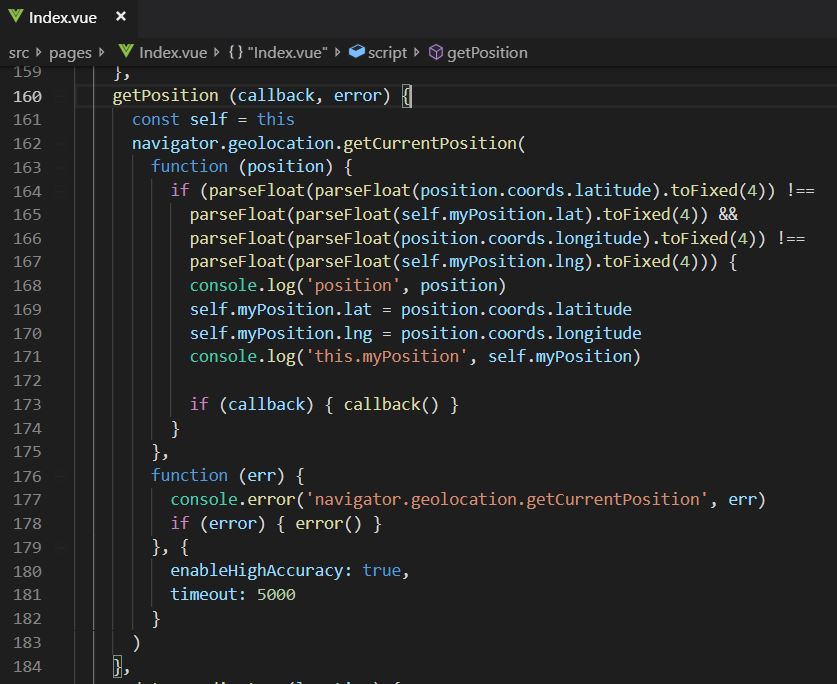 Index.vue ×
src › pages › Index.vue › {} "Index.vue" › script › getPosition
159 },
160 getPosition (callback, error) {
161 const self = this
162 navigator.geolocation.getCurrentPosition(
163 function (position) {
164 if (parseFloat(parseFloat(position.coords.latitude).toFixed(4)) !==
165 parseFloat(parseFloat(self.myPosition.lat).toFixed(4)) &&
166 parseFloat(parseFloat(position.coords.longitude).toFixed(4)) !==
167 parseFloat(parseFloat(self.myPosition.lng).toFixed(4))) {
168 console.log('position', position)
169 self.myPosition.lat = position.coords.latitude
170 self.myPosition.lng = position.coords.longitude
171 console.log('this.myPosition', self.myPosition)
172
173 if (callback) { callback() }
174 }
175 },
176 function (err) {
177 console.error('navigator.geolocation.getCurrentPosition', err)
178 if (error) { error() }
179 }, {
180 enableHighAccuracy: true,
181 timeout: 5000
182 }
183 )
184 },